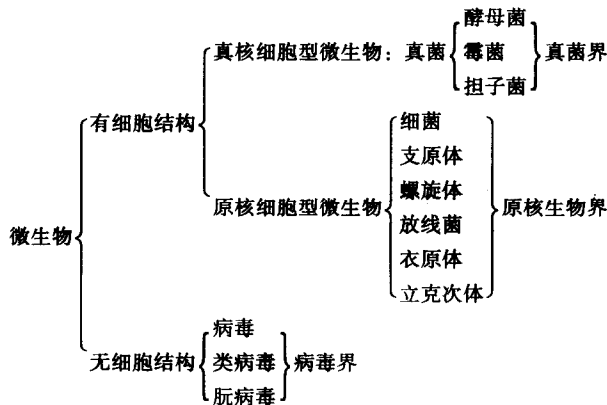 酵母菌
真核细胞型微生物：真菌 霉菌 真菌界
担子菌
有细胞结构
细菌
支原体
螺旋体
原核细胞型微生物 原核生物界
放线菌
微生物
衣原体
立克次体
病毒
无细胞结构 类病毒 病毒界
朊病毒